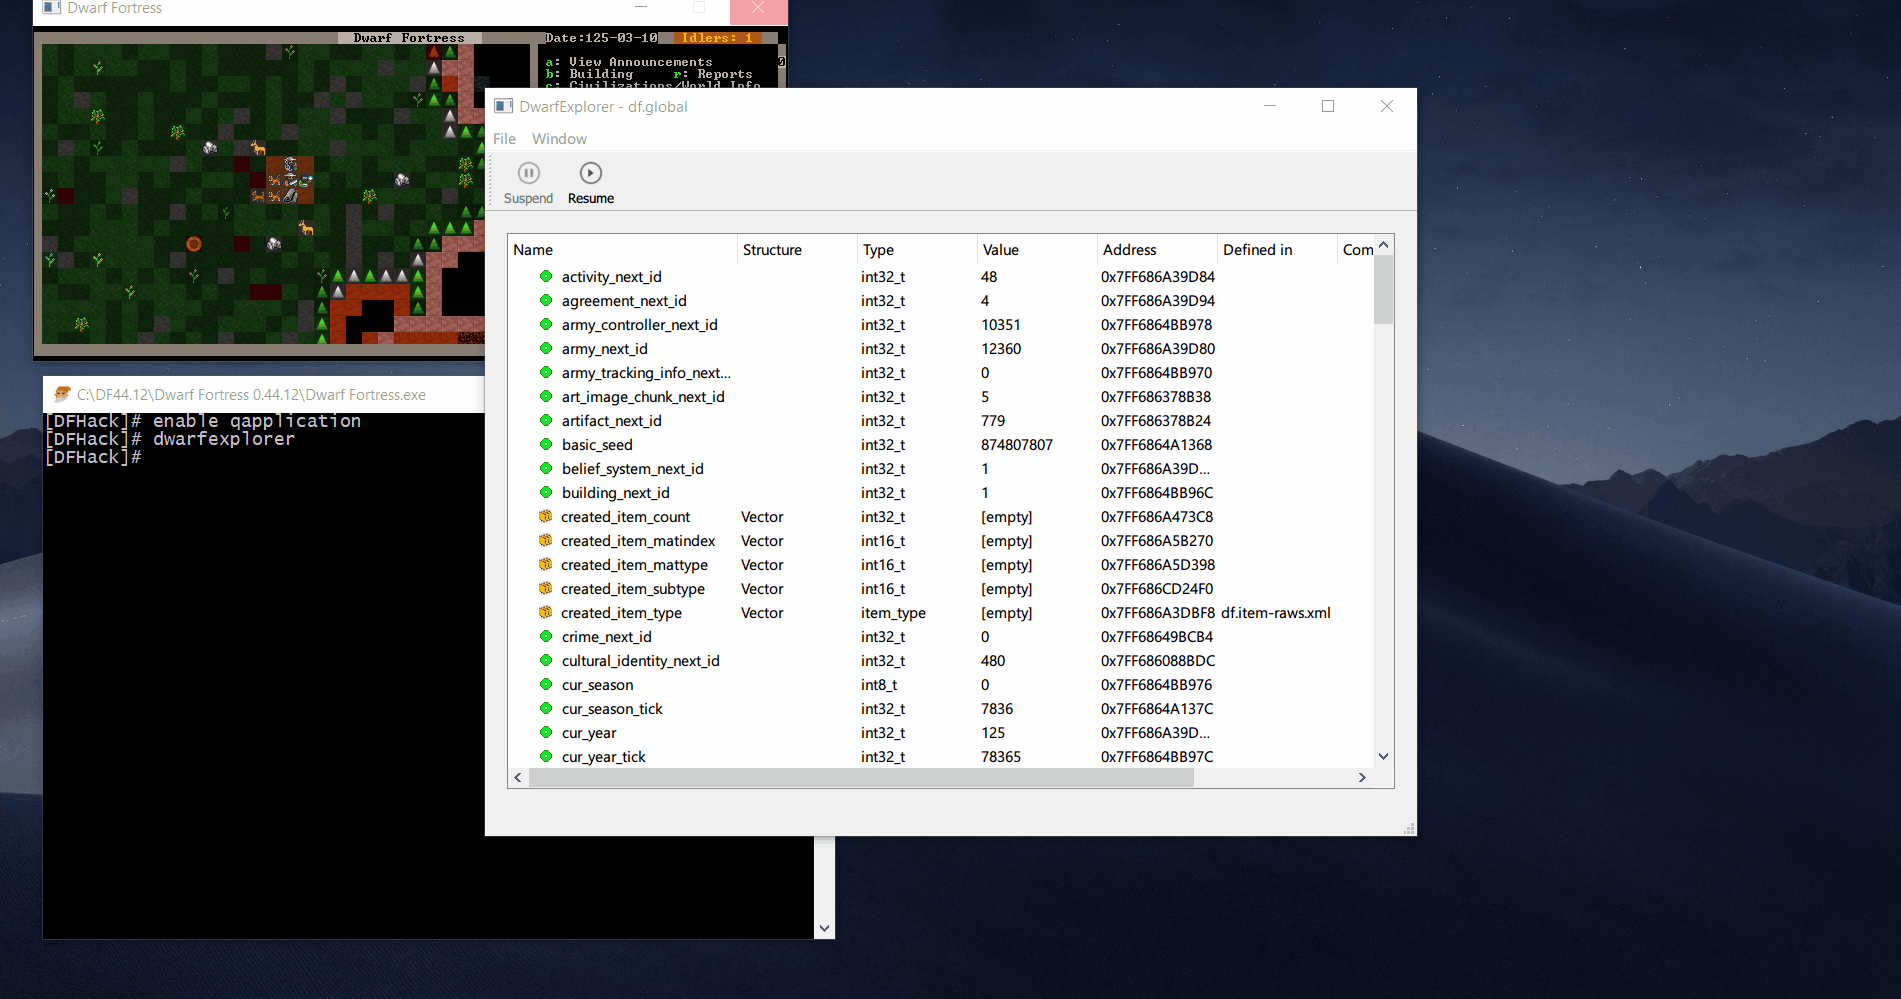 Dwarf Fortress
Dwarf Fortress
Date:125-03-10 Idlers: 1
a: View Announcements
b: Building r: Reports
c: Civilizations/World Info
DwarfExplorer - df.global
File Window
Suspend Resume
Name Structure Type Value Address Defined in Com
activity_next_id int32_t 48 0x7FF686A39D84
agreement_next_id int32_t 4 0x7FF686A39D94
army_controller_next_id int32_t 10351 0x7FF6864BB978
army_next_id int32_t 12360 0x7FF686A39D80
army_tracking_info_next... int32_t 0 0x7FF6864BB970
art_image_chunk_next_id int32_t 5 0x7FF686378B38
artifact_next_id int32_t 779 0x7FF686378B24
basic_seed int32_t 874807807 0x7FF6864A1368
belief_system_next_id int32_t 1 0x7FF686A39D...
building_next_id int32_t 1 0x7FF6864BB96C
created_item_count Vector int32_t [empty] 0x7FF686A473C8
created_item_matindex Vector int16_t [empty] 0x7FF686A5B270
created_item_mattype Vector int16_t [empty] 0x7FF686A5D398
created_item_subtype Vector int16_t [empty] 0x7FF686CD24F0
created_item_type Vector item_type [empty] 0x7FF686A3DBF8 df.item-raws.xml
crime_next_id int32_t 0 0x7FF68649BCB4
cultural_identity_next_id int32_t 480 0x7FF686088BDC
cur_season int8_t 0 0x7FF6864BB976
cur_season_tick int32_t 7836 0x7FF6864A137C
cur_year int32_t 125 0x7FF686A39D...
cur_year_tick int32_t 78365 0x7FF6864BB97C
C:\DF44.12\Dwarf Fortress 0.44.12\Dwarf Fortress.exe
[DFHack]# enable qapplication
[DFHack]# dwarfexplorer
[DFHack]#